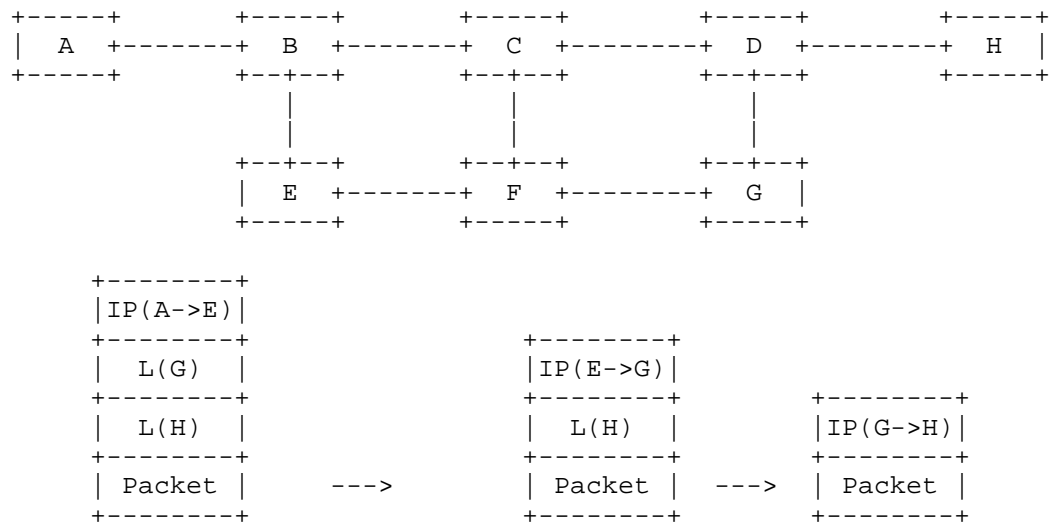 A B C D H
E F G
IP(A->E)
L(G) IP(E->G)
L(H) L(H) IP(G->H)
Packet ---> Packet ---> Packet